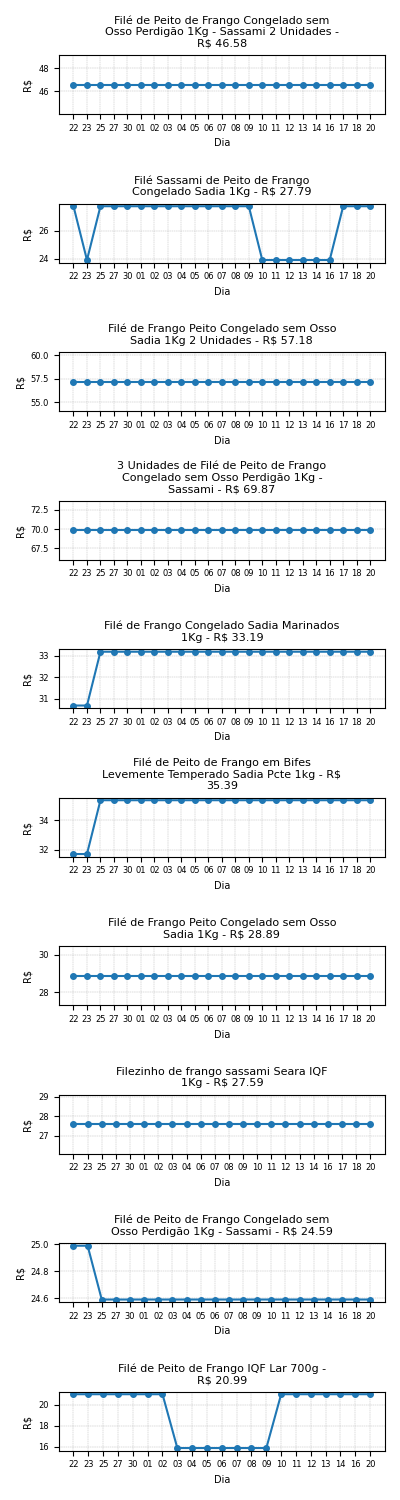 Filé de Peito de Frango Congelado sem
Osso Perdigão 1Kg - Sassami 2 Unidades -
R$ 46.58
48
46
R$
22 23 25 27 30 01 02 03 04 05 06 07 08 09 10 11 12 13 14 16 17 18 20
Dia
Filé Sassami de Peito de Frango
Congelado Sadia 1Kg - R$ 27.79
26
24
R$
22 23 25 27 30 01 02 03 04 05 06 07 08 09 10 11 12 13 14 16 17 18 20
Dia
Filé de Frango Peito Congelado sem Osso
Sadia 1Kg 2 Unidades - R$ 57.18
60.0
57.5
55.0
R$
22 23 25 27 30 01 02 03 04 05 06 07 08 09 10 11 12 13 14 16 17 18 20
Dia
3 Unidades de Filé de Peito de Frango
Congelado sem Osso Perdigão 1Kg -
Sassami - R$ 69.87
72.5
70.0
67.5
R$
22 23 25 27 30 01 02 03 04 05 06 07 08 09 10 11 12 13 14 16 17 18 20
Dia
Filé de Frango Congelado Sadia Marinados
1Kg - R$ 33.19
33
32
31
R$
22 23 25 27 30 01 02 03 04 05 06 07 08 09 10 11 12 13 14 16 17 18 20
Dia
Filé de Peito de Frango em Bifes
Levemente Temperado Sadia Pcte 1kg - R$
35.39
34
32
R$
22 23 25 27 30 01 02 03 04 05 06 07 08 09 10 11 12 13 14 16 17 18 20
Dia
Filé de Frango Peito Congelado sem Osso
Sadia 1Kg - R$ 28.89
30
28
R$
22 23 25 27 30 01 02 03 04 05 06 07 08 09 10 11 12 13 14 16 17 18 20
Dia
Filezinho de frango sassami Seara IQF
1Kg - R$ 27.59
29
28
27
R$
22 23 25 27 30 01 02 03 04 06 07 08 09 10 11 12 13 14 16 17 18 20
Dia
Filé de Peito de Frango Congelado sem
Osso Perdigão 1Kg - Sassami - R$ 24.59
25.0
24.8
24.6
R$
22 23 25 27 30 01 02 03 04 05 06 07 08 09 10 11 12 13 14 16 18 20
Dia
Filé de Peito de Frango IQF Lar 700g -
R$ 20.99
20
18
16
R$
22 23 25 27 30 01 02 03 04 05 06 07 08 09 10 11 12 13 14 16 20
Dia